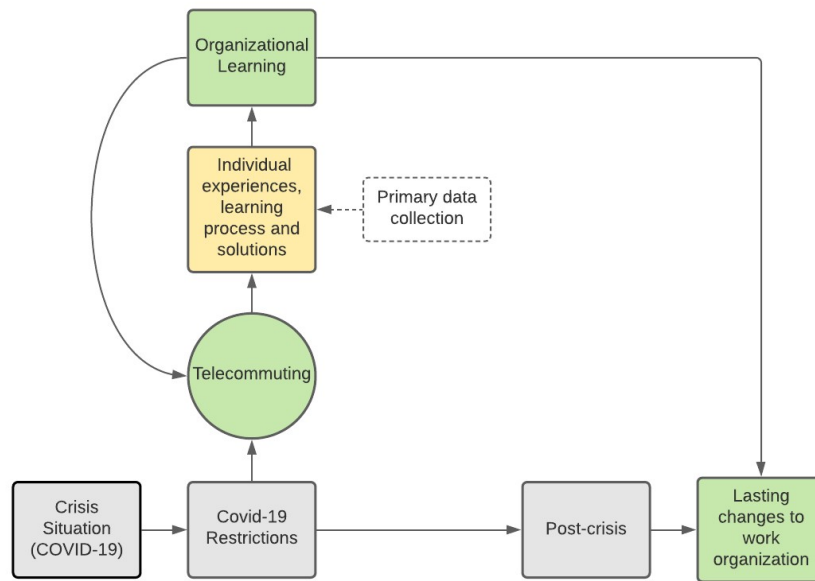 Organizational
Learning
Individual
experiences,
learning
process and
solutions
Primary data
collection
Telecommuting
Crisis
Situation
(COVID-19)
Covid-19
Restrictions
Post-crisis
Lasting
changes to
work
organization